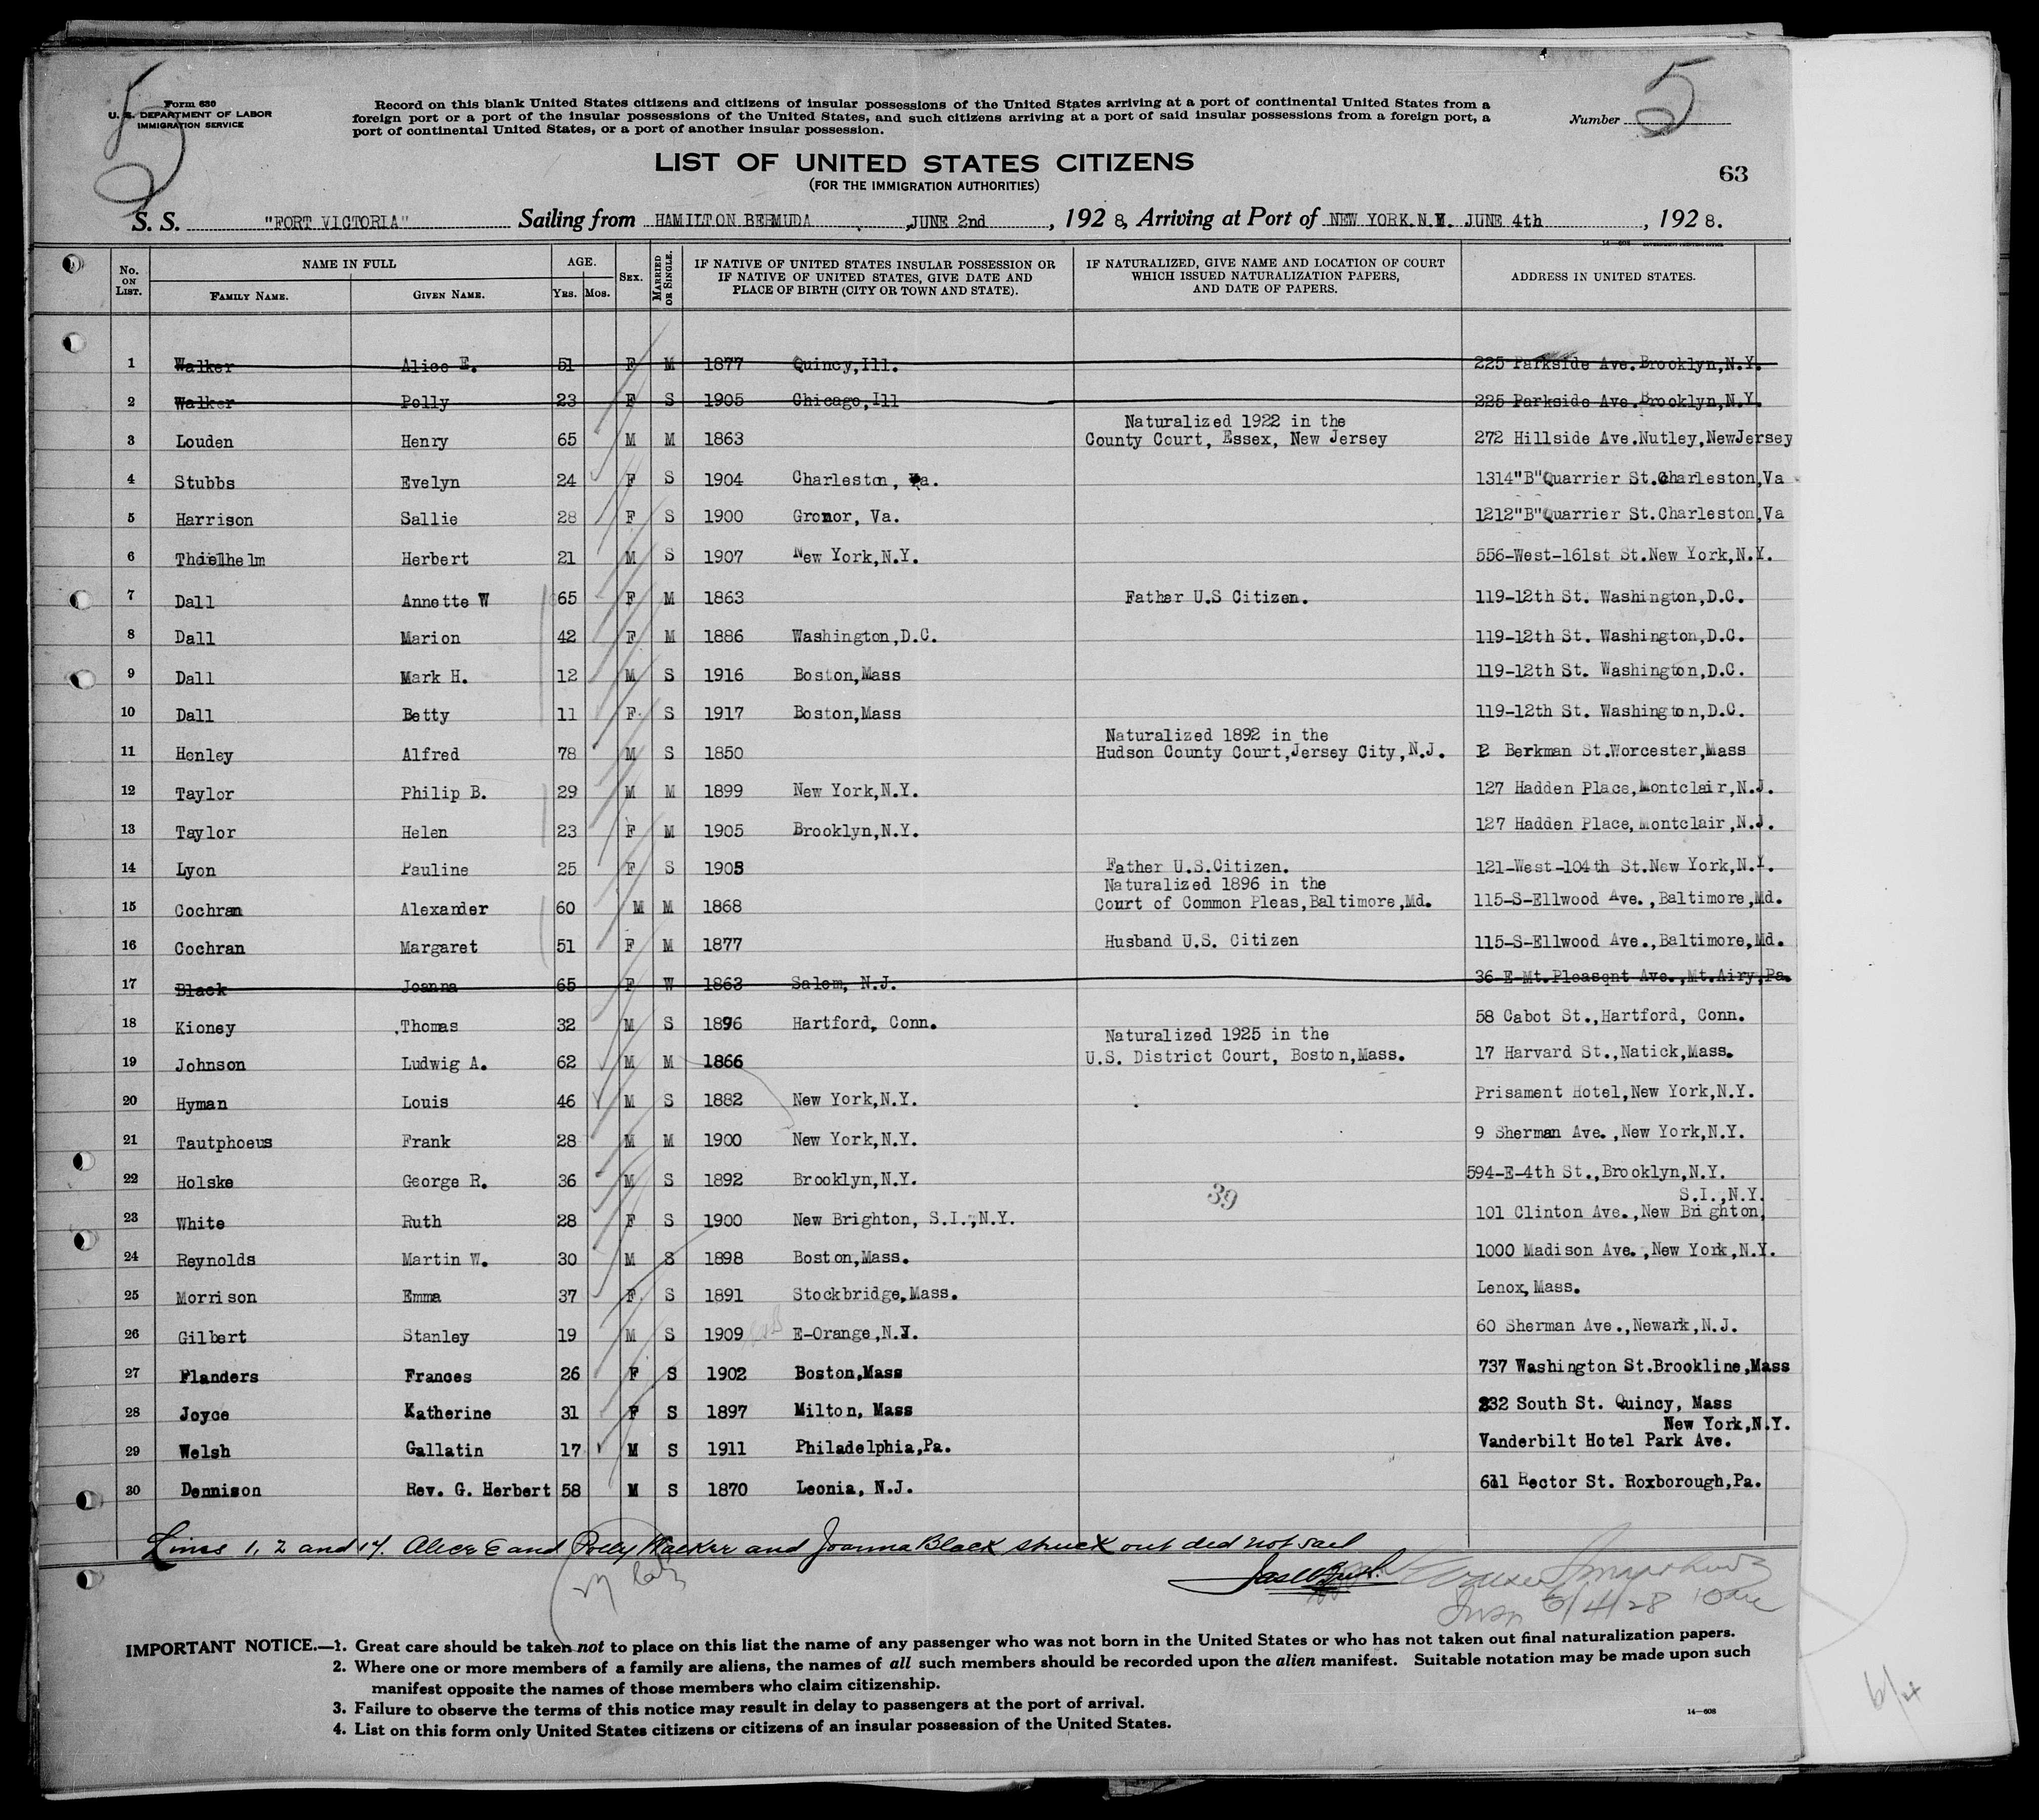 5
5
Form 630
U. S. DEPARTMENT OF LABOR
IMMIGRATION SERVICE
Record on this blank United States citizens and citizens of insular possessions of the United States arriving at a port of continental United States from a
foreign port or a port of the insular possessions of the United States, and such citizens arriving at a port of said insular possessions from a foreign port, a
port of continental United States, or a port of another insular possession.
Number
LIST OF UNITED STATES CITIZENS
(FOR THE IMMIGRATION AUTHORITIES)
63
S. S. "FORT VICTORIA" Sailing from HAMILTON BERMUDA ,JUNE 2nd , 1928, Arriving at Port of NEW YORK.N.Y. JUNE 4th , 1928.
No. ON LIST. NAME IN FULL FAMILY NAME. GIVEN NAME. AGE. YRS. MOS. SEX. MARRIED OR SINGLE. IF NATIVE OF UNITED STATES INSULAR POSSESSION OR IF NATIVE OF UNITED STATES, GIVE DATE AND PLACE OF BIRTH (CITY OR TOWN AND STATE). IF NATURALIZED, GIVE NAME AND LOCATION OF COURT WHICH ISSUED NATURALIZATION PAPERS, AND DATE OF PAPERS. ADDRESS IN UNITED STATES.
1 Walker Alice E. 51 F M 1877 Quincy,Ill. 225 Parkside Ave.Brooklyn,N.Y.
2 Walker Polly 23 F S 1905 Chicago,Ill 225 Parkside Ave.Brooklyn,N.Y.
Naturalized 1922 in the
3 Louden Henry 65 M M 1863 County Court, Essex, New Jersey 272 Hillside Ave.Nutley,NewJersey
4 Stubbs Evelyn 24 F S 1904 Charleston, Va. 1314"B"Quarrier St.Charleston,Va
5 Harrison Sallie 28 F S 1900 Gronor, Va. 1212"B"Quarrier St.Charleston,Va
6 Herbert 21 M S 1907 New York,N.Y. 556-West-161st St.New York,N.Y.
7 Dall Annette W 65 F M 1863 Father U.S Citizen. 119-12th St. Washington,D.C.
8 Dall Marion 42 F M 1886 Washington,D.C. 119-12th St. Washington,D.C.
9 Dall Mark H. 12 M S 1916 Boston,Mass 119-12th St. Washington,D.C.
10 Dall Betty 11 F S 1917 Boston,Mass 119-12th St. Washington,D.C.
Naturalized 1892 in the
11 Henley Alfred 78 M S 1850 Hudson County Court,Jersey City,N.J. 2 Berkman St.Worcester,Mass
12 Taylor Philip B. 29 M M 1899 New York,N.Y. 127 Hadden Place,Montclair,N.J.
13 Taylor Helen 23 F M 1905 Brooklyn,N.Y. 127 Hadden Place,Montclair,N.J.
14 Lyon Pauline 25 F S 1903 Father U.S.Citizen. 121-West-104th St.New York,N.Y.
Naturalized 1896 in the
15 Cochran Alexander 60 M M 1868 Court of Common Pleas,Baltimore,Md. 115-S-Ellwood Ave.,Baltimore,Md.
16 Cochran Margaret 51 F M 1877 Husband U.S. Citizen 115-S-Ellwood Ave.,Baltimore,Md.
17 Black Joanna 65 F W 1863 Salem, N.J. 36-E-Mt.Pleasqnt Ave.,Mt.Airy,Pa.
18 Kioney Thomas 32 M S 1896 Hartford, Conn. 58 Cabot St.,Hartford, Conn.
Naturalized 1925 in the
19 Johnson Ludwig A. 62 M M 1866 U.S. District Court, Boston,Mass. 17 Harvard St.,Natick,Mass.
20 Hyman Louis 46 M S 1882 New York,N.Y. Prisament Hotel,New York,N.Y.
21 Tautphoeus Frank 28 M M 1900 New York,N.Y. 9 Sherman Ave.,New York,N.Y.
22 Holske George R. 36 M S 1892 Brooklyn,N.Y. 594-E-4th St.,Brooklyn,N.Y.
39 S.I.,N.Y.
23 White Ruth 28 F S 1900 New Brighton, S.I.,N.Y. 101 Clinton Ave.,New Brighton,
24 Reynolds Martin W. 30 M S 1898 Boston,Mass. 1000 Madison Ave.,New York,N.Y.
25 Morrison Emma 37 F S 1891 Stockbridge,Mass. Lenox,Mass.
26 Gilbert Stanley 19 M S 1909 E-Orange,N.J. 60 Sherman Ave.,Newark,N.J.
27 Flanders Frances 26 F S 1902 Boston,Mass 737 Washington St.Brookline,Mass
28 Joyce Katherine 31 F S 1897 Milton, Mass 232 South St. Quincy, Mass
New York,N.Y.
29 Welsh Gallatin 17 M S 1911 Philadelphia,Pa. Vanderbilt Hotel Park Ave.
30 Dennison Rev. G. Herbert 58 M S 1870 Leonia, N.J. 611 Rector St. Roxborough,Pa.
Lines 1, 2 and 17. Alice E and Polly Walker and Joanna Black struck out did not sail
Insp 6/4/28
IMPORTANT NOTICE.—1. Great care should be taken not to place on this list the name of any passenger who was not born in the United States or who has not taken out final naturalization papers.
2. Where one or more members of a family are aliens, the names of all such members should be recorded upon the alien manifest. Suitable notation may be made upon such
manifest opposite the names of those members who claim citizenship.
3. Failure to observe the terms of this notice may result in delay to passengers at the port of arrival.
4. List on this form only United States citizens or citizens of an insular possession of the United States.
14—608
6/4